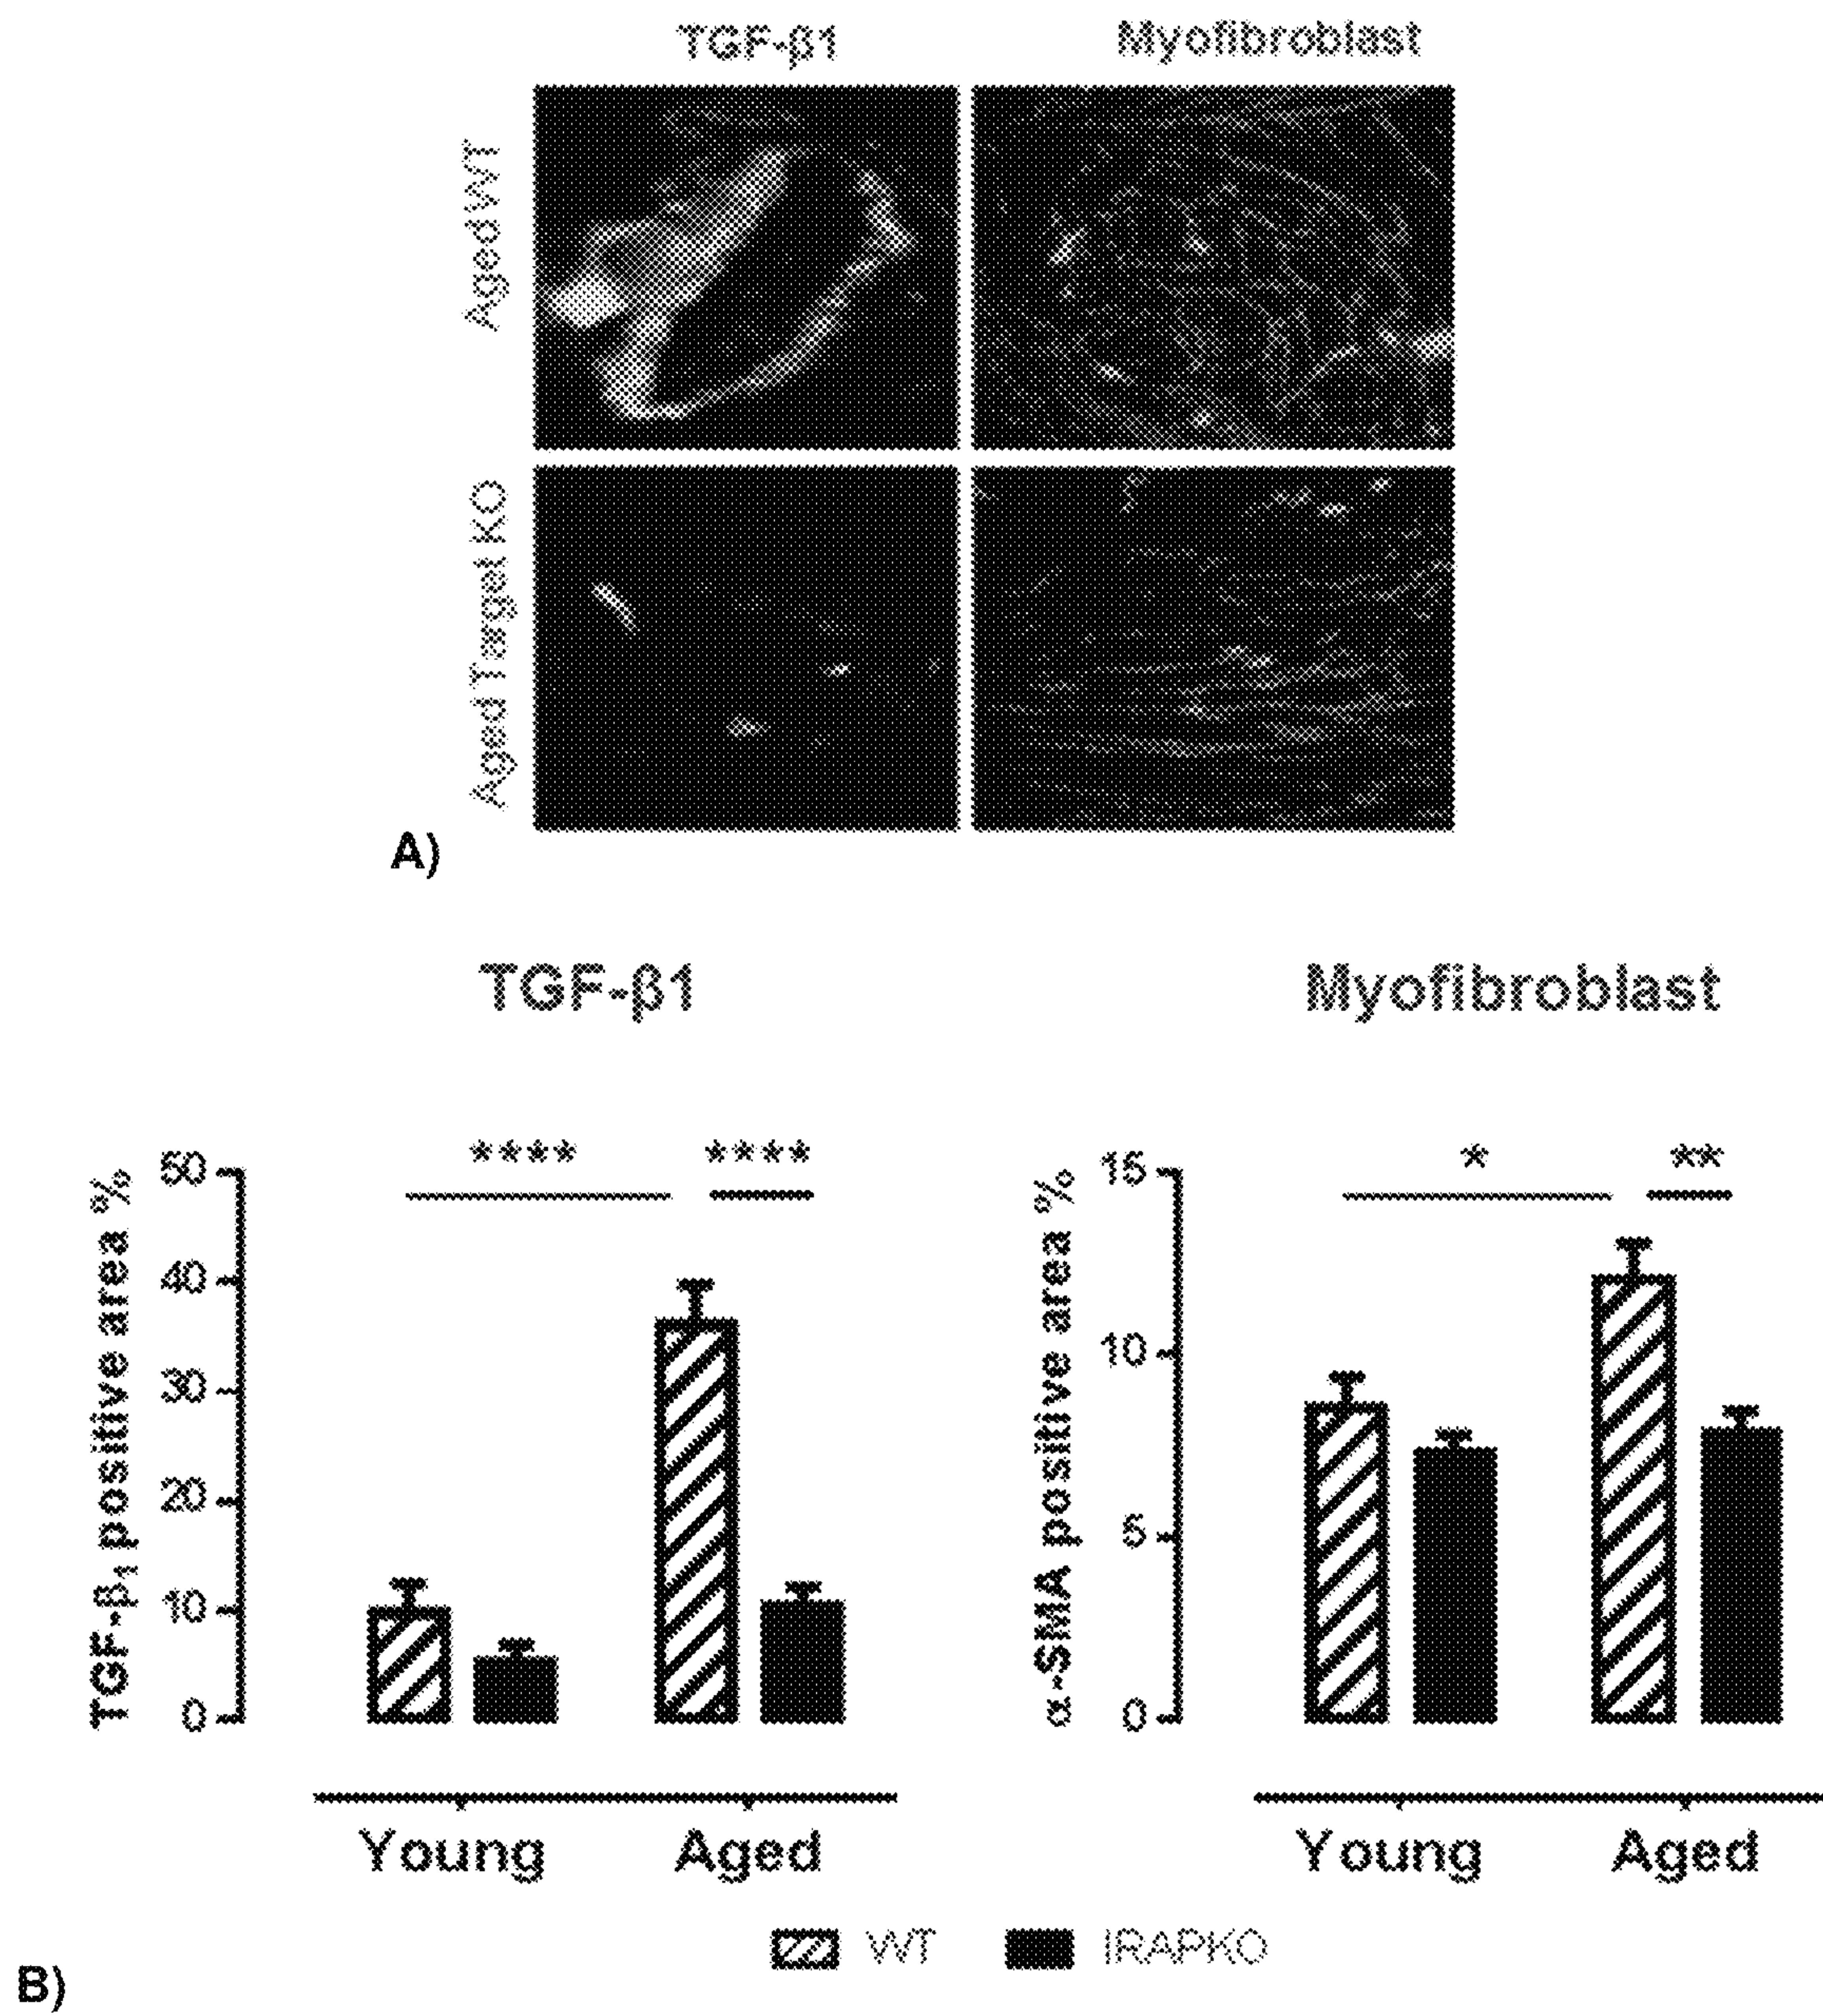 TGF-β1 Myofibroblast
Aged WT
Aged Target KO
A)
TGF-β1 Myofibroblast
**** ****
* **
TGF-β1 positive area %
50
40
30
20
10
0
α-SMA positive area %
15
10
5
0
Young Aged
Young Aged
WT IRAPKO
B)